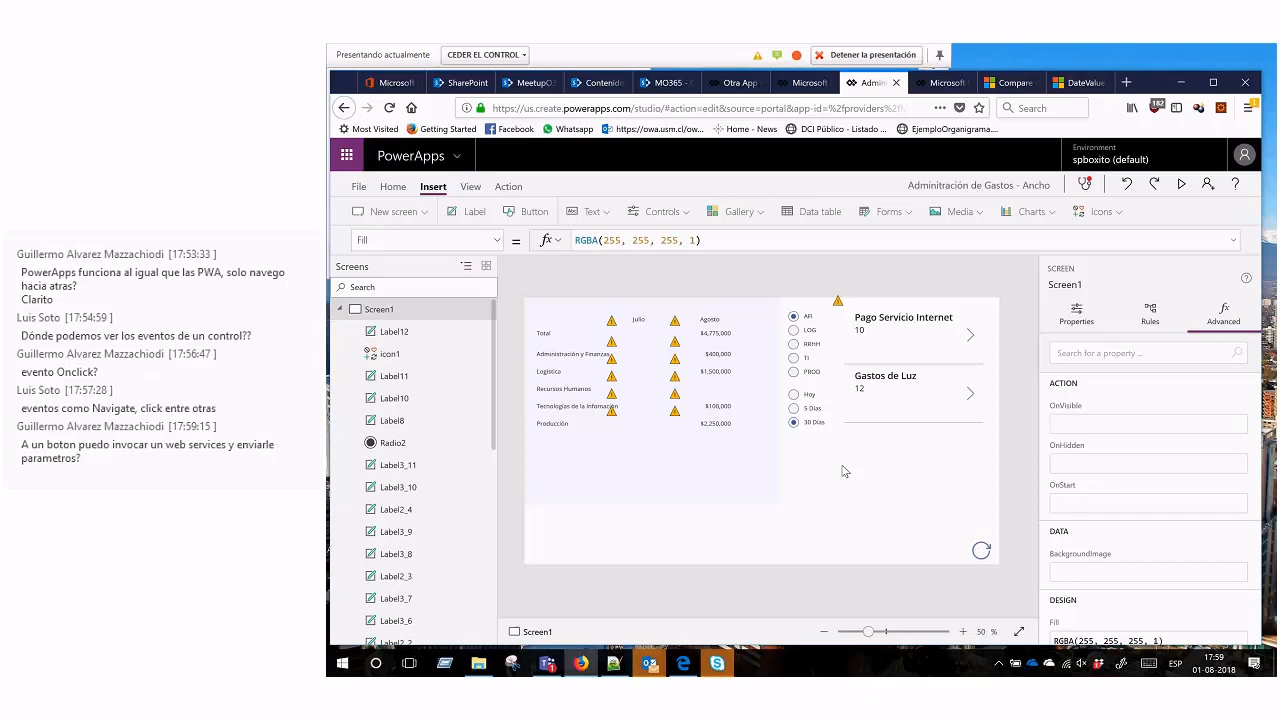 Guillermo Alvarez Mazzachiodi [17:53:33 ]
PowerApps funciona al igual que las PWA, solo navego
hacia atras?
Clarito
Luis Soto [17:54:59 ]
Dónde podemos ver los eventos de un control??
Guillermo Alvarez Mazzachiodi [17:56:47 ]
evento Onclick?
Luis Soto [17:57:28 ]
eventos como Navigate, click entre otras
Guillermo Alvarez Mazzachiodi [17:59:15 ]
A un boton puedo invocar un web services y enviarle
parametros?
Presentando actualmente CEDER EL CONTROL Detener la presentación
Microsoft SharePoint MeetupO3 Contenido MO365 - C Otra App Microsoft Admini Microsoft Compare DateValue
https://us.create.powerapps.com/studio/#action=edit&source=portal&app-id=%2fproviders%2f Search 182
Most Visited Getting Started Facebook Whatsapp https://owa.usm.cl/ow... Home - News DCI Público - Listado ... EjemploOrganigrama....
PowerApps Environment
spboxito (default)
File Home Insert View Action Adminitración de Gastos - Ancho
New screen Label Button Text Controls Gallery Data table Forms Media Charts Icons
Fill = fx RGBA(255, 255, 255, 1)
Screens
Search
Screen1
Label12
icon1
Label11
Label10
Label8
Radio2
Label3_11
Label3_10
Label2_4
Label3_9
Label3_8
Label2_3
Label3_7
Label3_6
Label2_2
Julio Agosto
Total $4,775,000
Administración y Finanzas $400,000
Logística $1,500,000
Recursos Humanos
Tecnologías de la Información $100,000
Producción $2,250,000
AFI
LOG
RRHH
TI
PROD
Hoy
5 Días
30 Días
Pago Servicio Internet
10
Gastos de Luz
12
Screen1 50 %
SCREEN
Screen1
Properties Rules Advanced
Search for a property ...
ACTION
OnVisible
OnHidden
OnStart
DATA
BackgroundImage
DESIGN
Fill
RGBA(255, 255, 255, 1)
ESP 17:59
01-08-2018